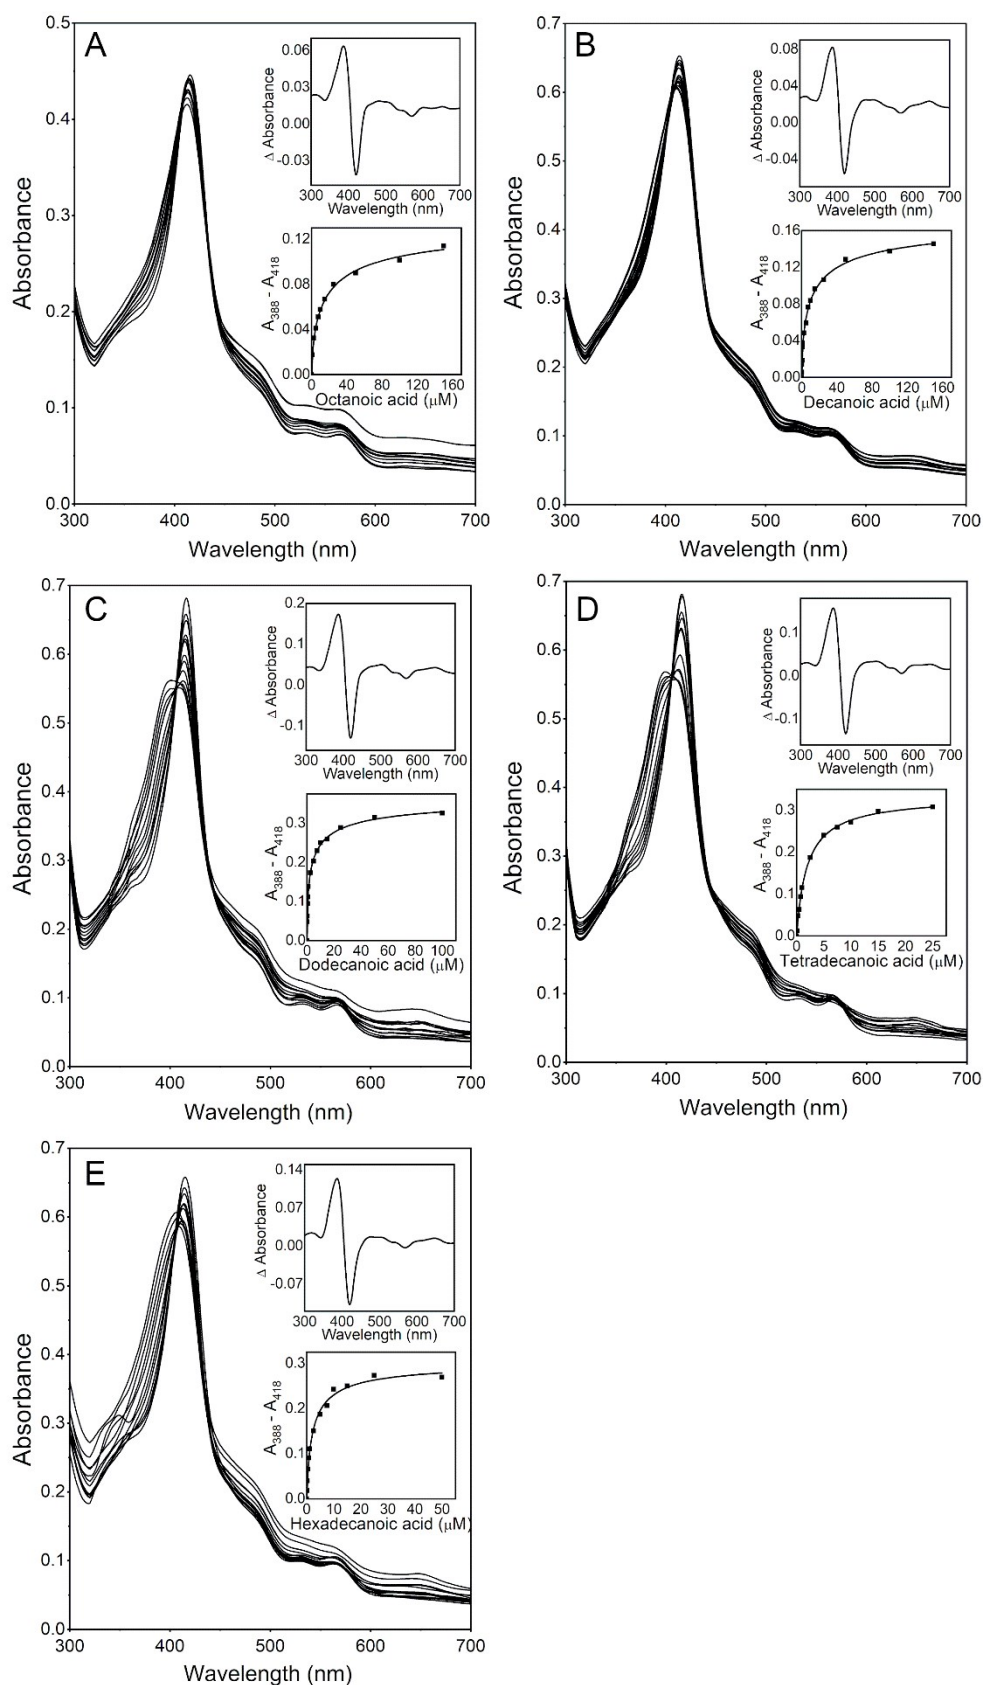 A
0.5
0.4
0.3
0.2
0.1
0.0
Absorbance
300 400 500 600 700
Wavelength (nm)
0.06
0.03
0.00
-0.03
Δ Absorbance
300 400 500 600 700
Wavelength (nm)
0.12
0.08
0.04
0.00
A388 - A418
0 40 80 120 160
Octanoic acid (μM)
B
0.7
0.6
0.5
0.4
0.3
0.2
0.1
0.0
Absorbance
300 400 500 600 700
Wavelength (nm)
0.08
0.04
0.00
-0.04
Δ Absorbance
300 400 500 600 700
Wavelength (nm)
0.16
0.12
0.08
0.04
0.00
A388 - A418
0 40 80 120 160
Decanoic acid (μM)
C
0.7
0.6
0.5
0.4
0.3
0.2
0.1
0.0
Absorbance
300 400 500 600 700
Wavelength (nm)
0.2
0.1
0.0
-0.1
Δ Absorbance
300 400 500 600 700
Wavelength (nm)
0.3
0.2
0.1
0.0
A388 - A418
0 20 40 60 80 100
Dodecanoic acid (μM)
D
0.7
0.6
0.5
0.4
0.3
0.2
0.1
0.0
Absorbance
300 400 500 600 700
Wavelength (nm)
0.1
0.0
-0.1
Δ Absorbance
300 400 500 600 700
Wavelength (nm)
0.3
0.2
0.1
0.0
A388 - A418
0 5 10 15 20 25
Tetradecanoic acid (μM)
E
0.7
0.6
0.5
0.4
0.3
0.2
0.1
0.0
Absorbance
300 400 500 600 700
Wavelength (nm)
0.14
0.07
0.00
-0.07
Δ Absorbance
300 400 500 600 700
Wavelength (nm)
0.3
0.2
0.1
0.0
A388 - A418
0 10 20 30 40 50
Hexadecanoic acid (μM)